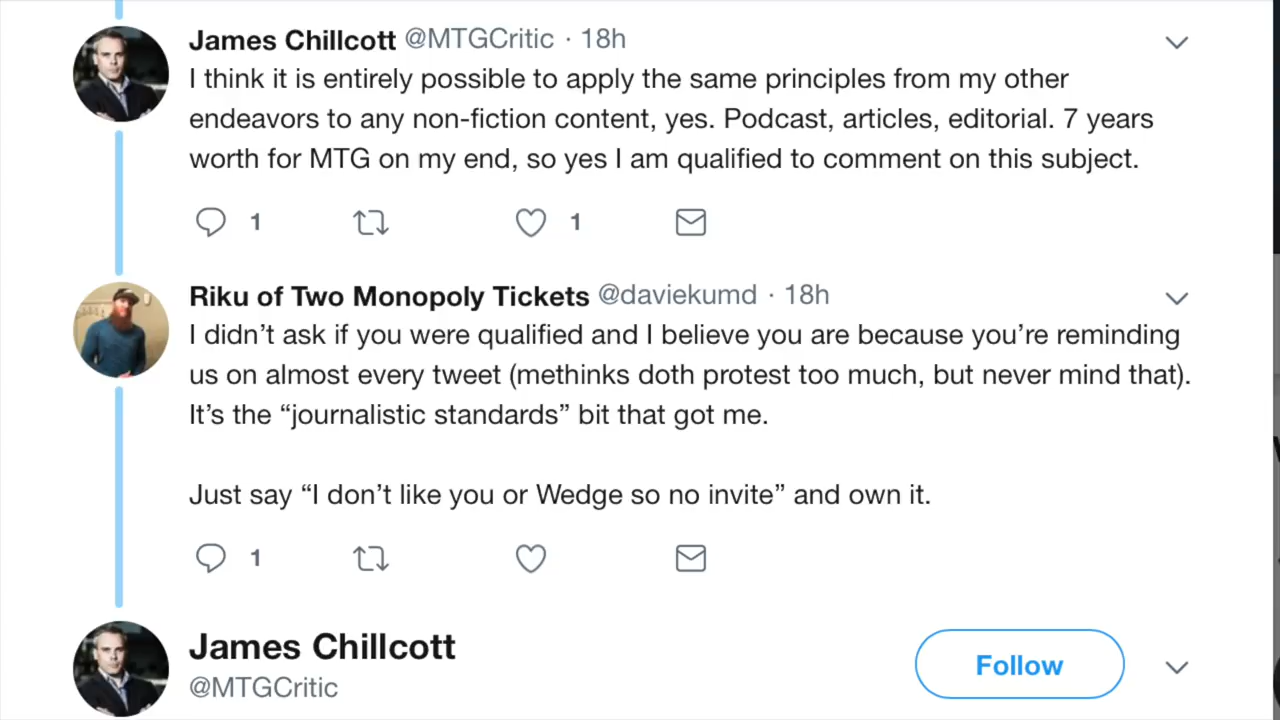 James Chillcott @MTGCritic · 18h
I think it is entirely possible to apply the same principles from my other
endeavors to any non-fiction content, yes. Podcast, articles, editorial. 7 years
worth for MTG on my end, so yes I am qualified to comment on this subject.
1 1
Riku of Two Monopoly Tickets @daviekumd · 18h
I didn’t ask if you were qualified and I believe you are because you’re reminding
us on almost every tweet (methinks doth protest too much, but never mind that).
It’s the “journalistic standards” bit that got me.
Just say “I don’t like you or Wedge so no invite” and own it.
1
James Chillcott
@MTGCritic
Follow